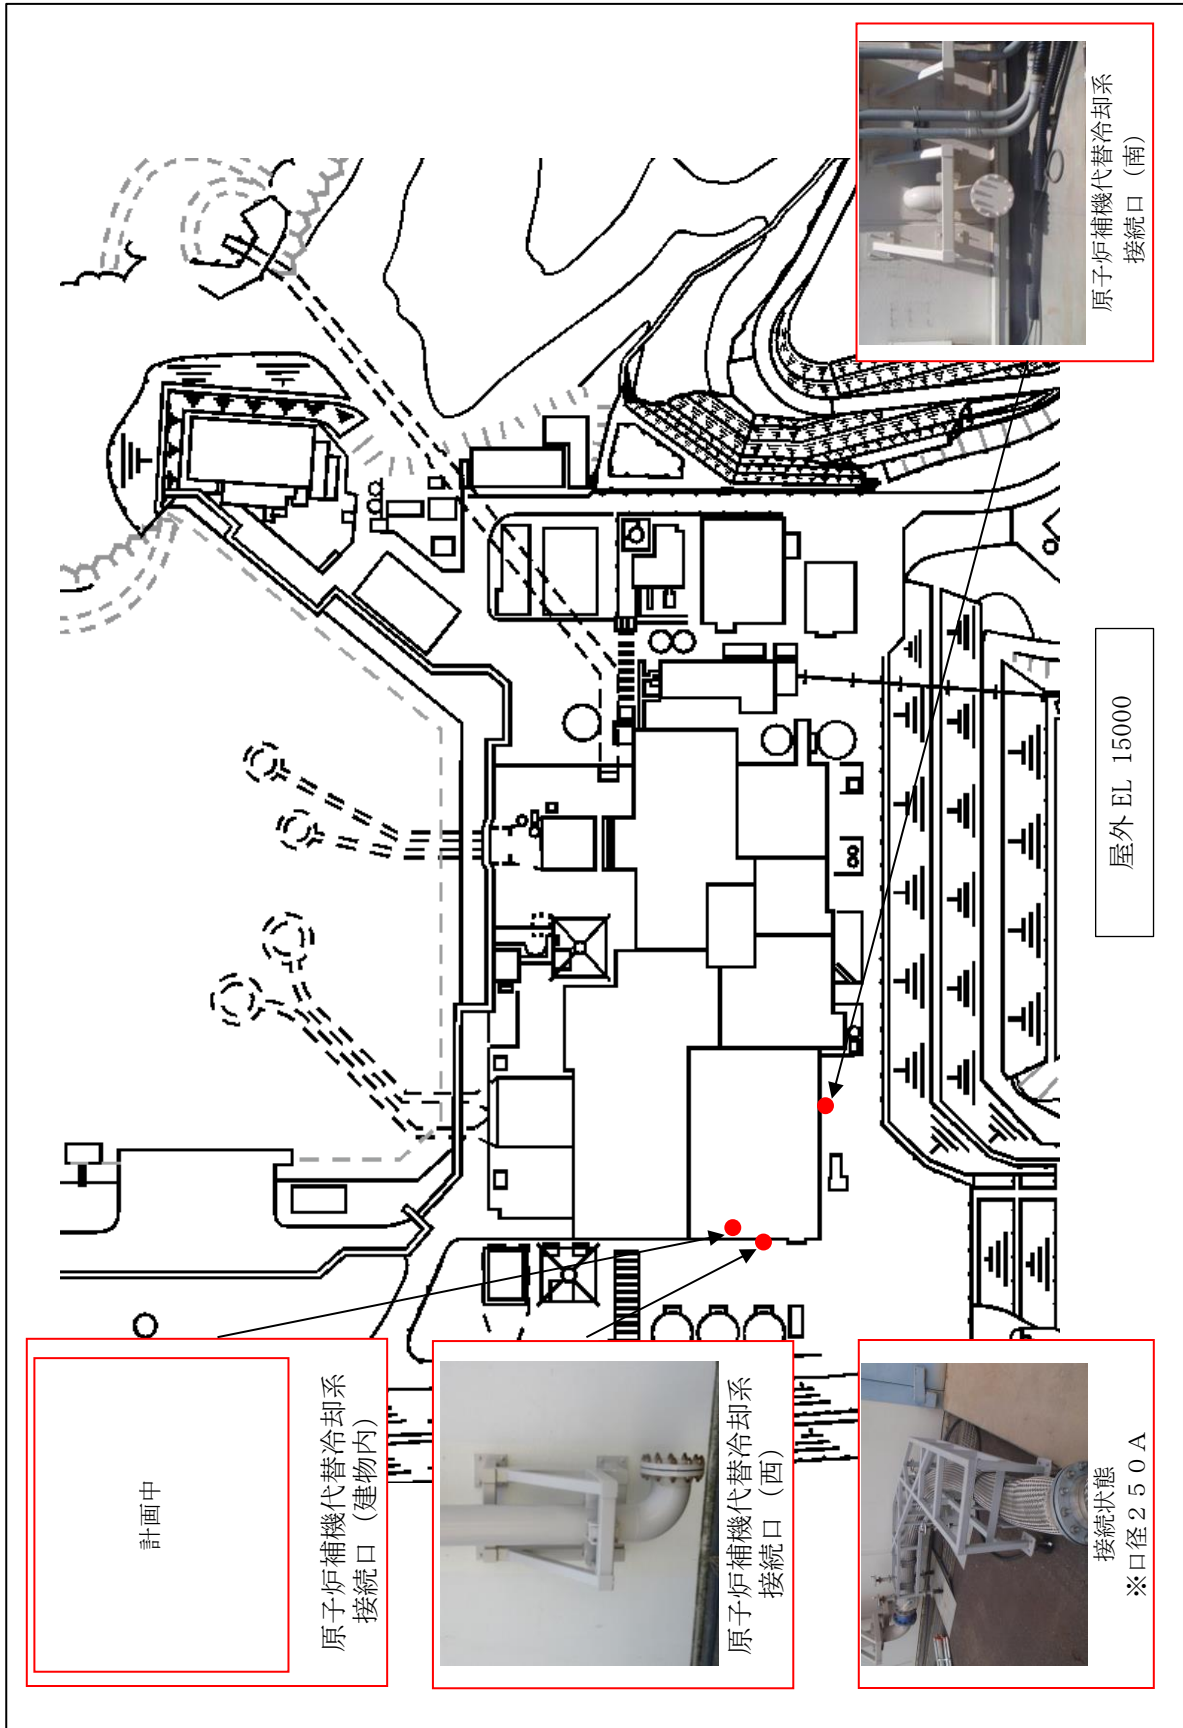 計画中
原子炉補機代替冷却系
接続口（建物内）
原子炉補機代替冷却系
接続口（西）
接続状態
※口径２５０Ａ
原子炉補機代替冷却系
接続口（南）
屋外 EL 15000